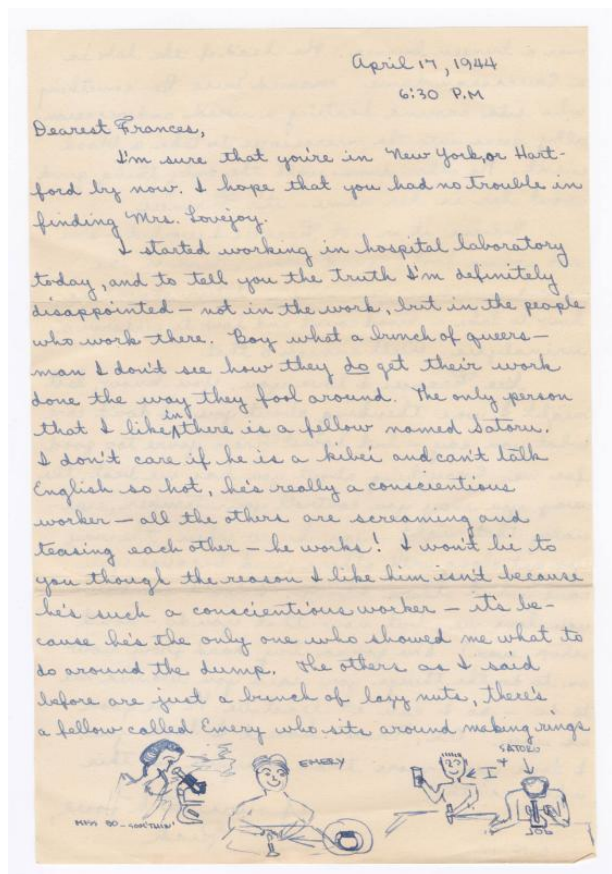 April 17, 1944
6:30 P.M
Dearest Frances,
I'm sure that you're in New York, or Hart-
ford by now. I hope that you had no trouble in
finding Mrs. Lovejoy.
I started working in hospital laboratory
today, and to tell you the truth I'm definitely
disappointed – not in the work, but in the people
who work there. Boy what a bunch of queers –
man I don't see how they do get their work
done the way they fool around. The only person
that I like in there is a fellow named Satoru.
I don't care if he is a kibei and can't talk
English so hot, he's really a conscientious
worker – all the others are screaming and
teasing each other – he works! I won't lie to
you though the reason I like him isn't because
he's such a conscientious worker – it's be-
cause he's the only one who showed me what to
do around the dump. The others as I said
before are just a bunch of lazy nuts, there's
a fellow called Emery who sits around making rings
MISS SO-SOMTHIN'
EMERY
I
+
SATORU
JOB